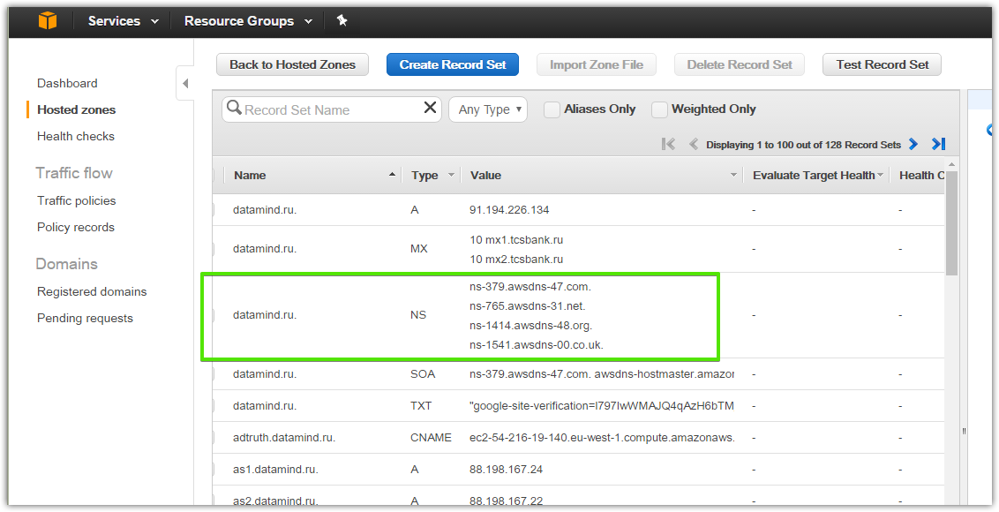 Services Resource Groups
Back to Hosted Zones Create Record Set Import Zone File Delete Record Set Test Record Set
Dashboard
Hosted zones
Health checks
Traffic flow
Traffic policies
Policy records
Domains
Registered domains
Pending requests
Record Set Name Any Type Aliases Only Weighted Only
Displaying 1 to 100 out of 128 Record Sets
Name Type Value Evaluate Target Health Health C
datamind.ru. A 91.194.226.134 - -
datamind.ru. MX 10 mx1.tcsbank.ru - -
10 mx2.tcsbank.ru
datamind.ru. NS ns-379.awsdns-47.com. - -
ns-765.awsdns-31.net.
ns-1414.awsdns-48.org.
ns-1541.awsdns-00.co.uk.
datamind.ru. SOA ns-379.awsdns-47.com. awsdns-hostmaster.amazon - -
datamind.ru. TXT "google-site-verification=I797lwWMAJQ4qAzH6bTM - -
adtruth.datamind.ru. CNAME ec2-54-216-19-140.eu-west-1.compute.amazonaws. - -
as1.datamind.ru. A 88.198.167.24 - -
as2.datamind.ru. A 88.198.167.22 - -